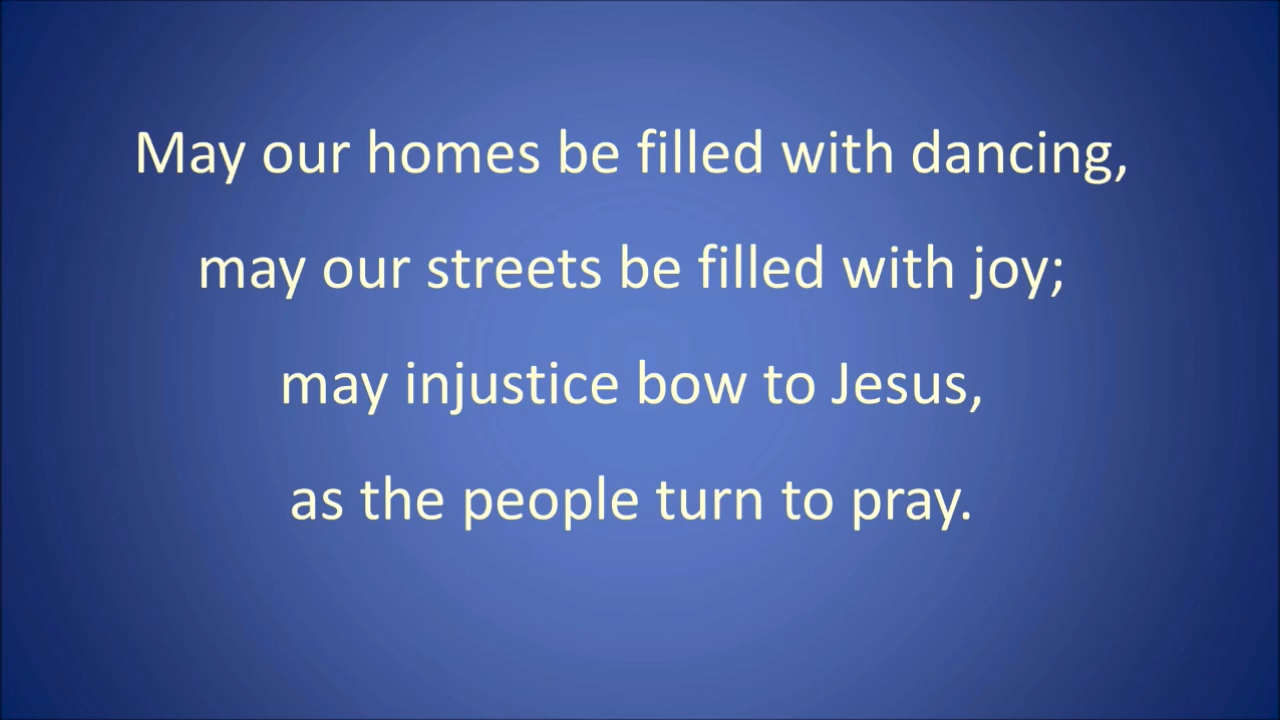 May our homes be filled with dancing,
may our streets be filled with joy;
may injustice bow to Jesus,
as the people turn to pray.